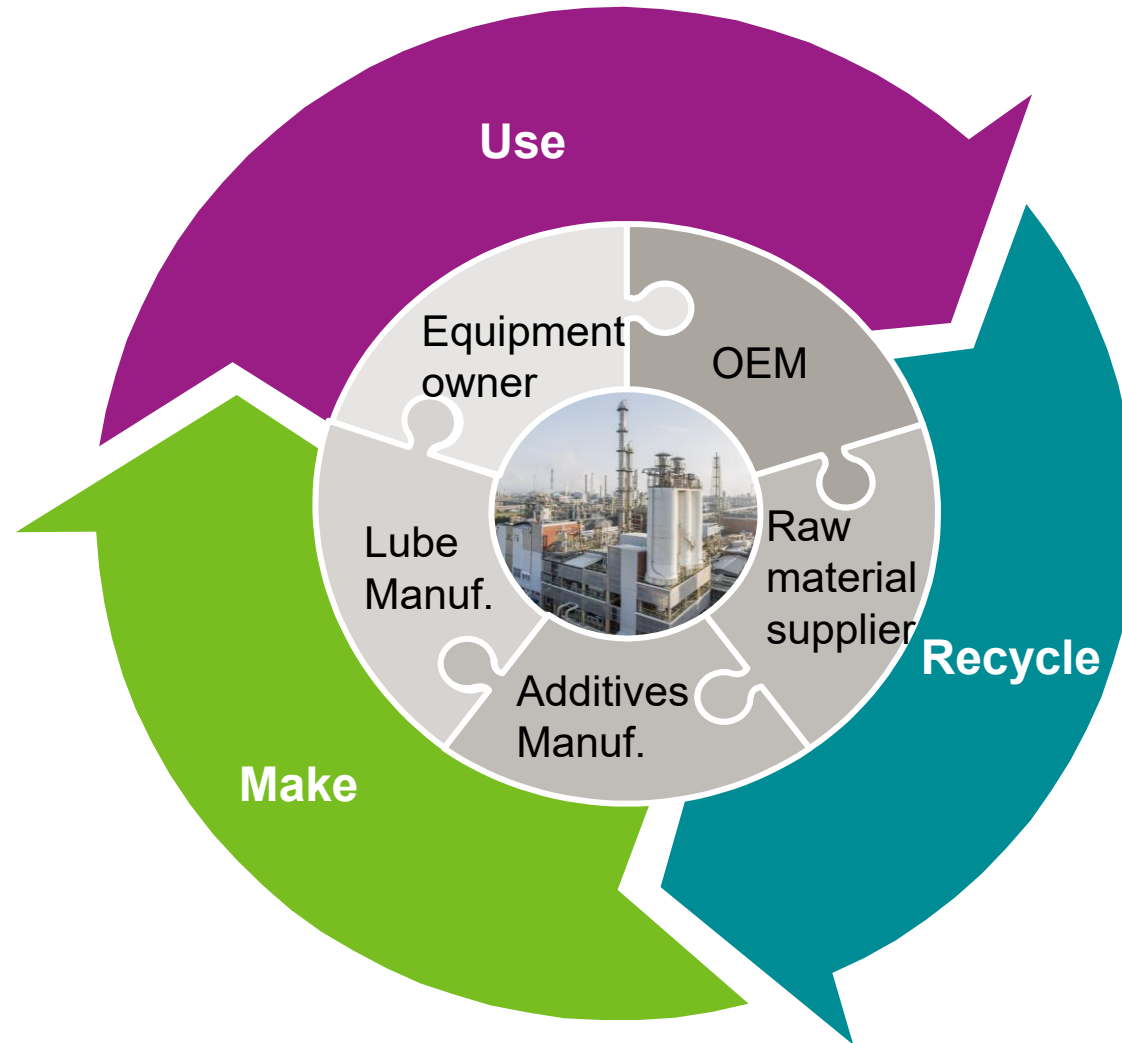 Use
Equipment
owner
OEM
Lube
Manuf.
Raw
material
supplier
Recycle
Additives
Manuf.
Make